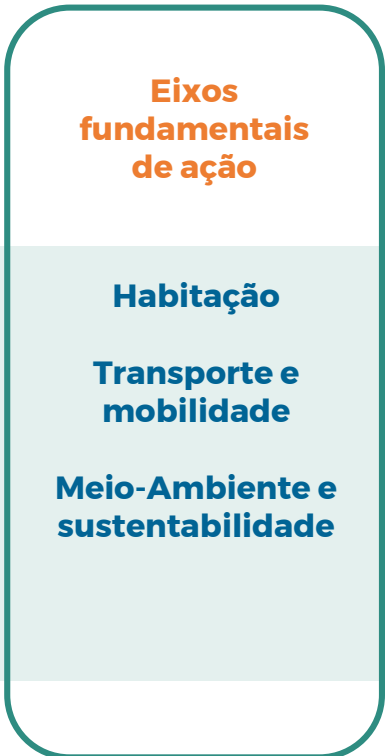 Eixos
fundamentais
de ação
Habitação
Transporte e
mobilidade
Meio-Ambiente e
sustentabilidade